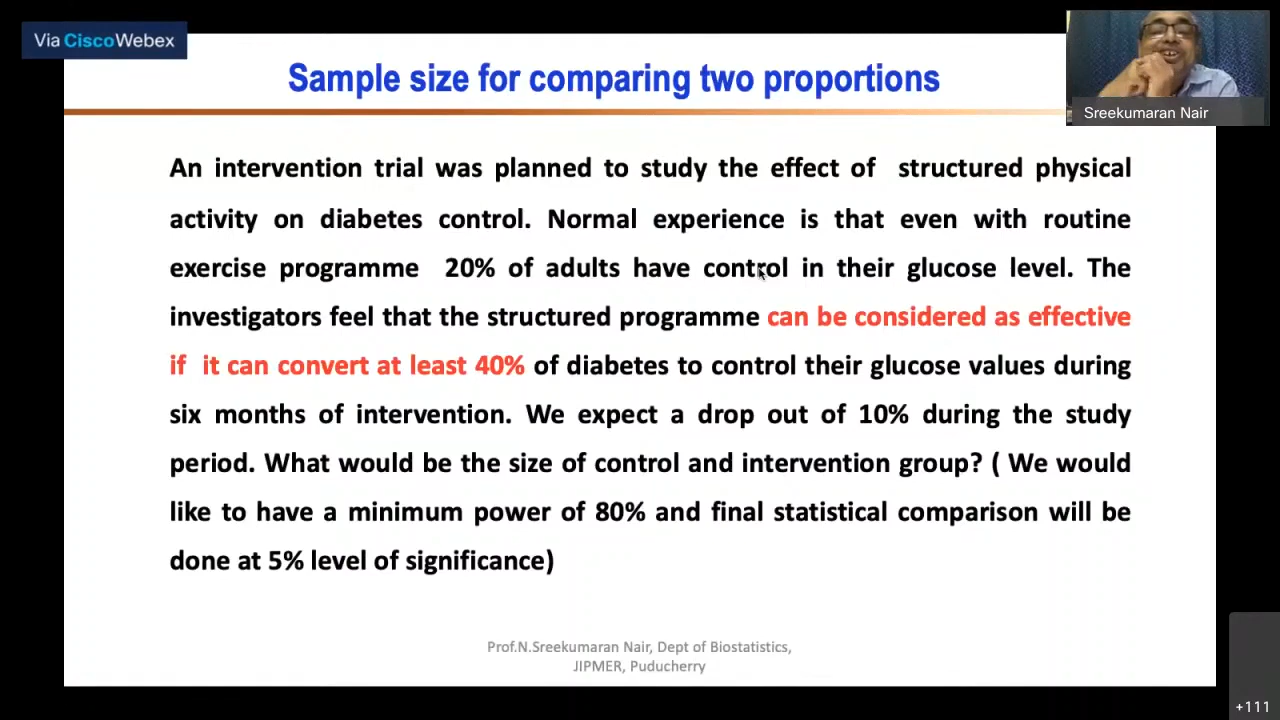 Via CiscoWebex
Sample size for comparing two proportions
Sreekumaran Nair
An intervention trial was planned to study the effect of structured physical
activity on diabetes control. Normal experience is that even with routine
exercise programme 20% of adults have control in their glucose level. The
investigators feel that the structured programme can be considered as effective
if it can convert at least 40% of diabetes to control their glucose values during
six months of intervention. We expect a drop out of 10% during the study
period. What would be the size of control and intervention group? ( We would
like to have a minimum power of 80% and final statistical comparison will be
done at 5% level of significance)
Prof.N.Sreekumaran Nair, Dept of Biostatistics,
JIPMER, Puducherry
+111